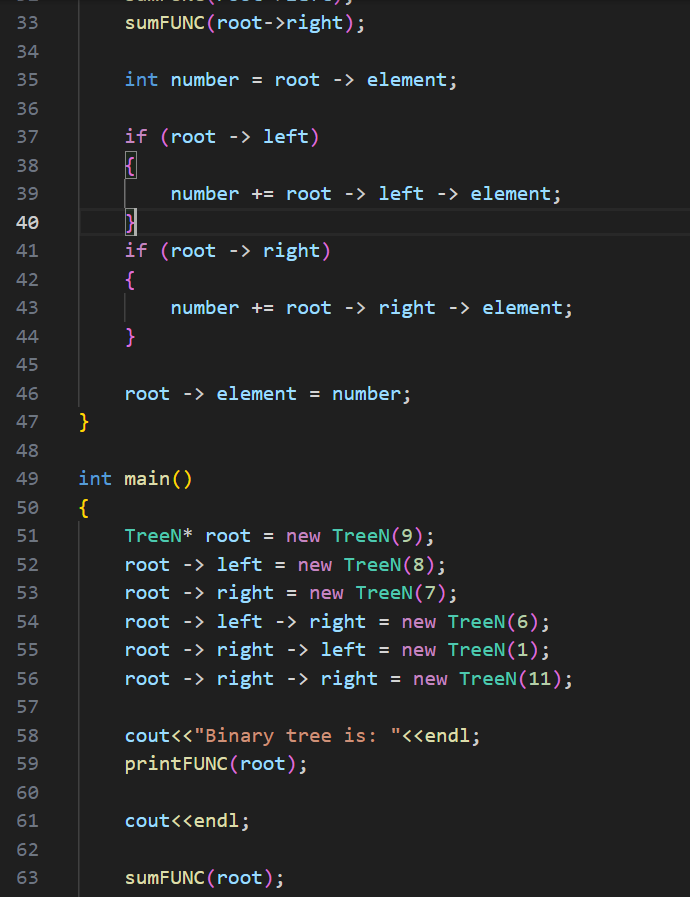 33 sumFUNC(root->right);
34
35 int number = root -> element;
36
37 if (root -> left)
38 {
39 number += root -> left -> element;
40 }
41 if (root -> right)
42 {
43 number += root -> right -> element;
44 }
45
46 root -> element = number;
47 }
48
49 int main()
50 {
51 TreeN* root = new TreeN(9);
52 root -> left = new TreeN(8);
53 root -> right = new TreeN(7);
54 root -> left -> right = new TreeN(6);
55 root -> right -> left = new TreeN(1);
56 root -> right -> right = new TreeN(11);
57
58 cout<<"Binary tree is: "<<endl;
59 printFUNC(root);
60
61 cout<<endl;
62
63 sumFUNC(root);